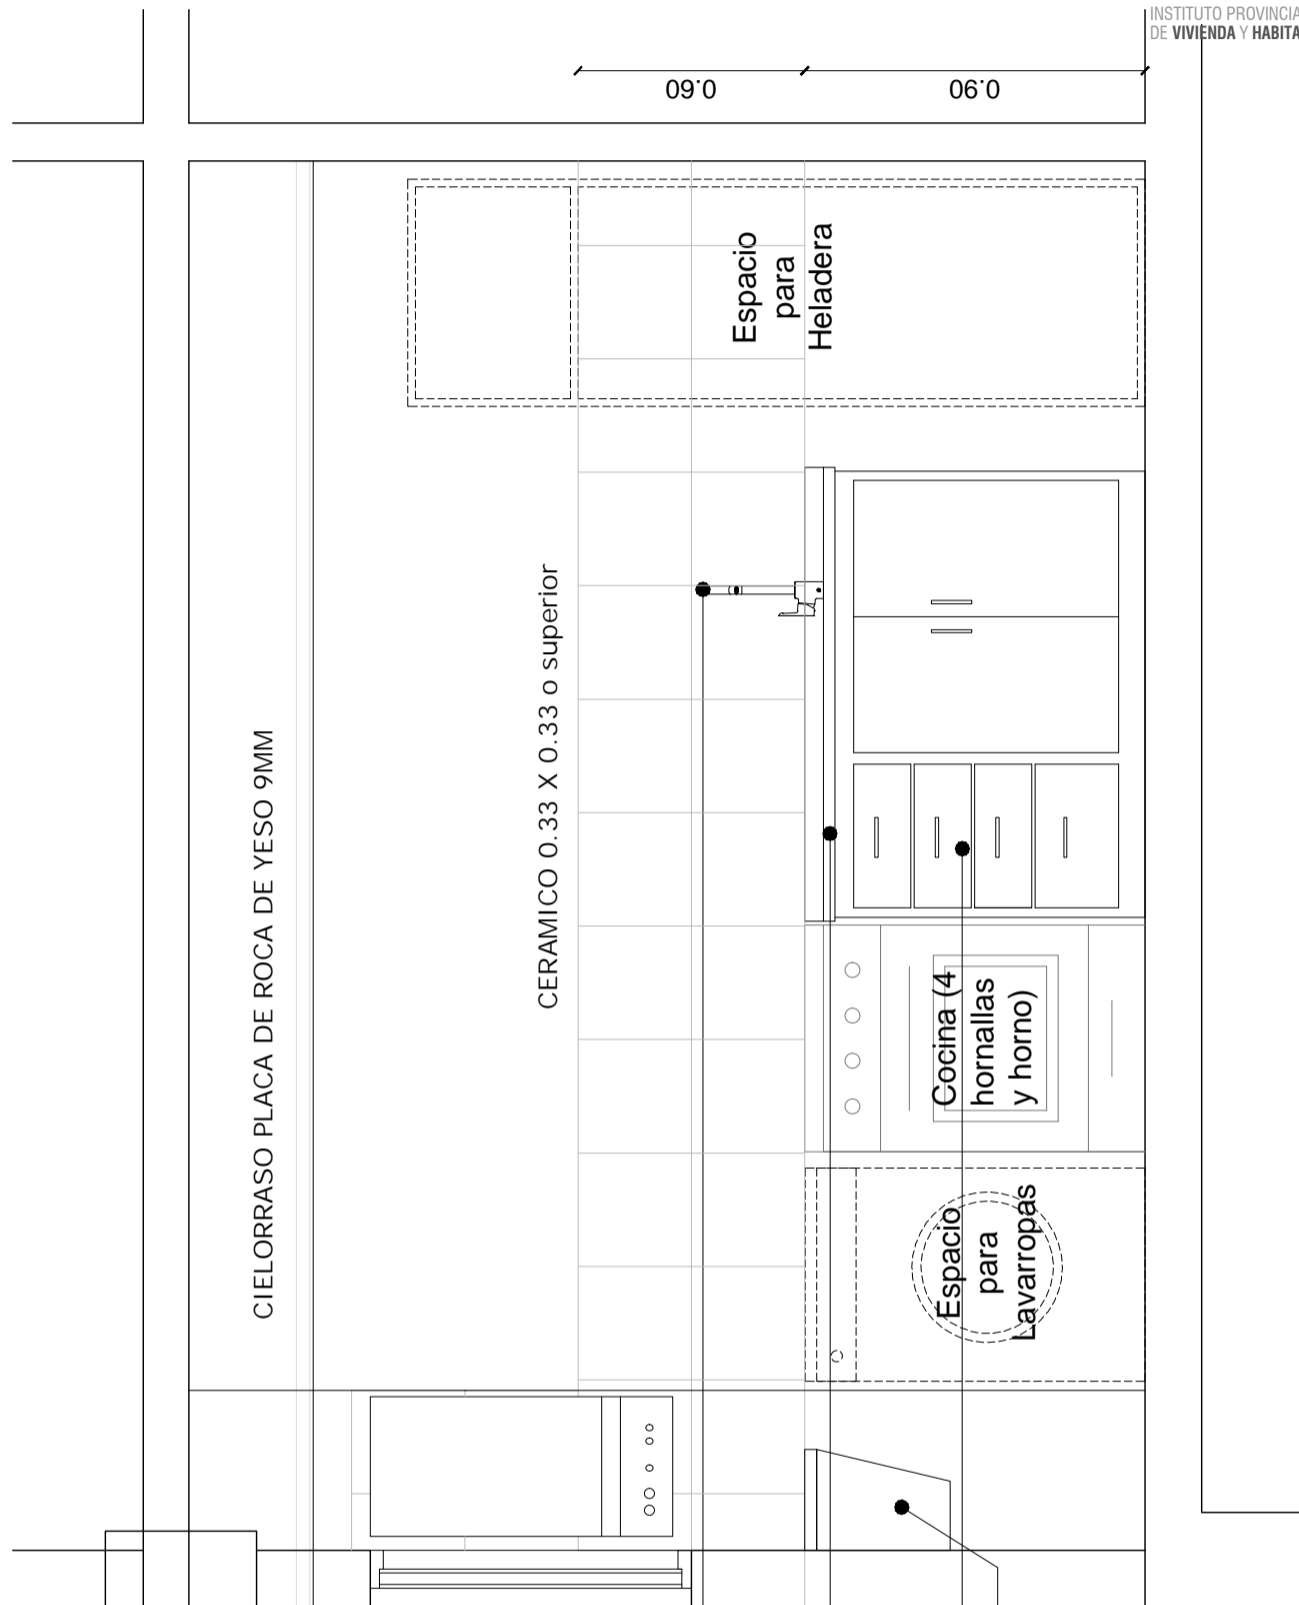 INSTITUTO PROVINCIA
DE VIVIENDA Y HABITA
0.60
0.90
Espacio
para
Heladera
CERAMICO 0.33 X 0.33 o superior
CIELORRASO PLACA DE ROCA DE YESO 9MM
Cocina (4
hornallas
y horno)
Espacio
para
Lavarropas